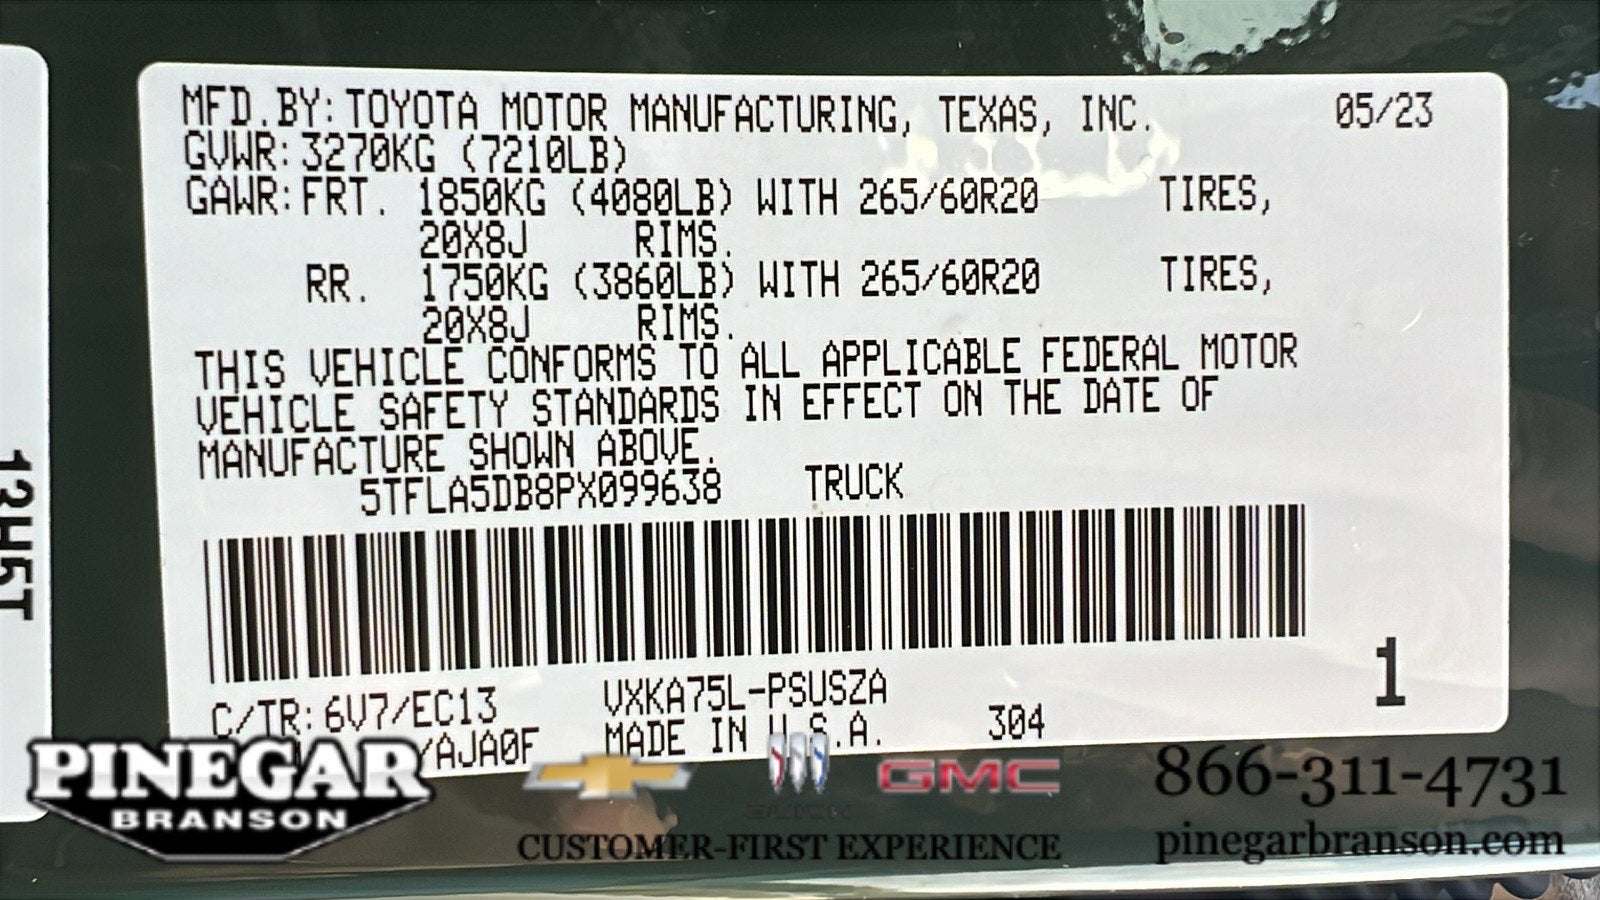 MFD.BY: TOYOTA MOTOR MANUFACTURING, TEXAS, INC. 05/23
GVWR: 3270KG (7210LB)
GAWR: FRT. 1850KG (4080LB) WITH 265/60R20 TIRES,
20X8J RIMS.
RR. 1750KG (3860LB) WITH 265/60R20 TIRES,
20X8J RIMS.
THIS VEHICLE CONFORMS TO ALL APPLICABLE FEDERAL MOTOR
VEHICLE SAFETY STANDARDS IN EFFECT ON THE DATE OF
MANUFACTURE SHOWN ABOVE.
5TFLA5DB8PX099638 TRUCK
C/TR: 6V7/EC13 VXKA75L-PSUSZA 1
/AJA0F MADE IN U.S.A. 304
13H5T
PINEGAR
BRANSON
BUICK
GMC
CUSTOMER-FIRST EXPERIENCE
866-311-4731
pinegarbranson.com